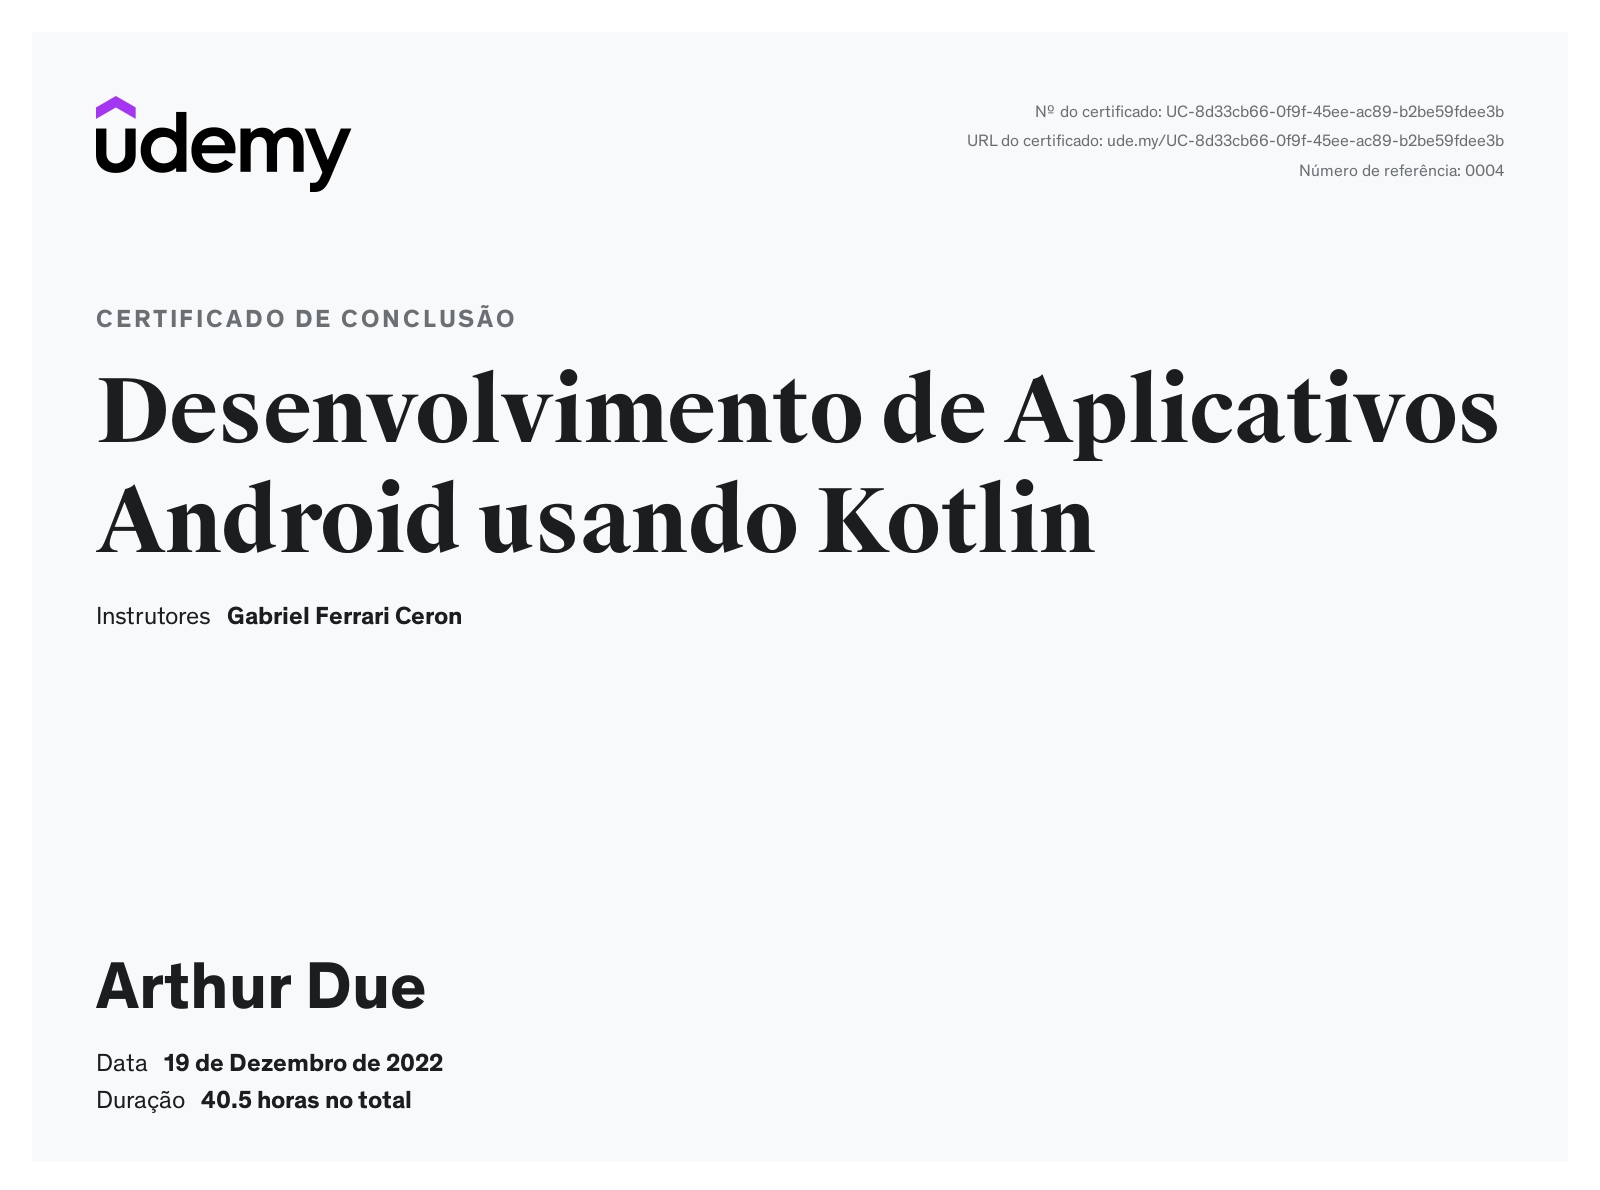 udemy
Nº do certificado: UC-8d33cb66-0f9f-45ee-ac89-b2be59fdee3b
URL do certificado: ude.my/UC-8d33cb66-0f9f-45ee-ac89-b2be59fdee3b
Número de referência: 0004
CERTIFICADO DE CONCLUSÃO
Desenvolvimento de Aplicativos
Android usando Kotlin
Instrutores Gabriel Ferrari Ceron
Arthur Due
Data 19 de Dezembro de 2022
Duração 40.5 horas no total